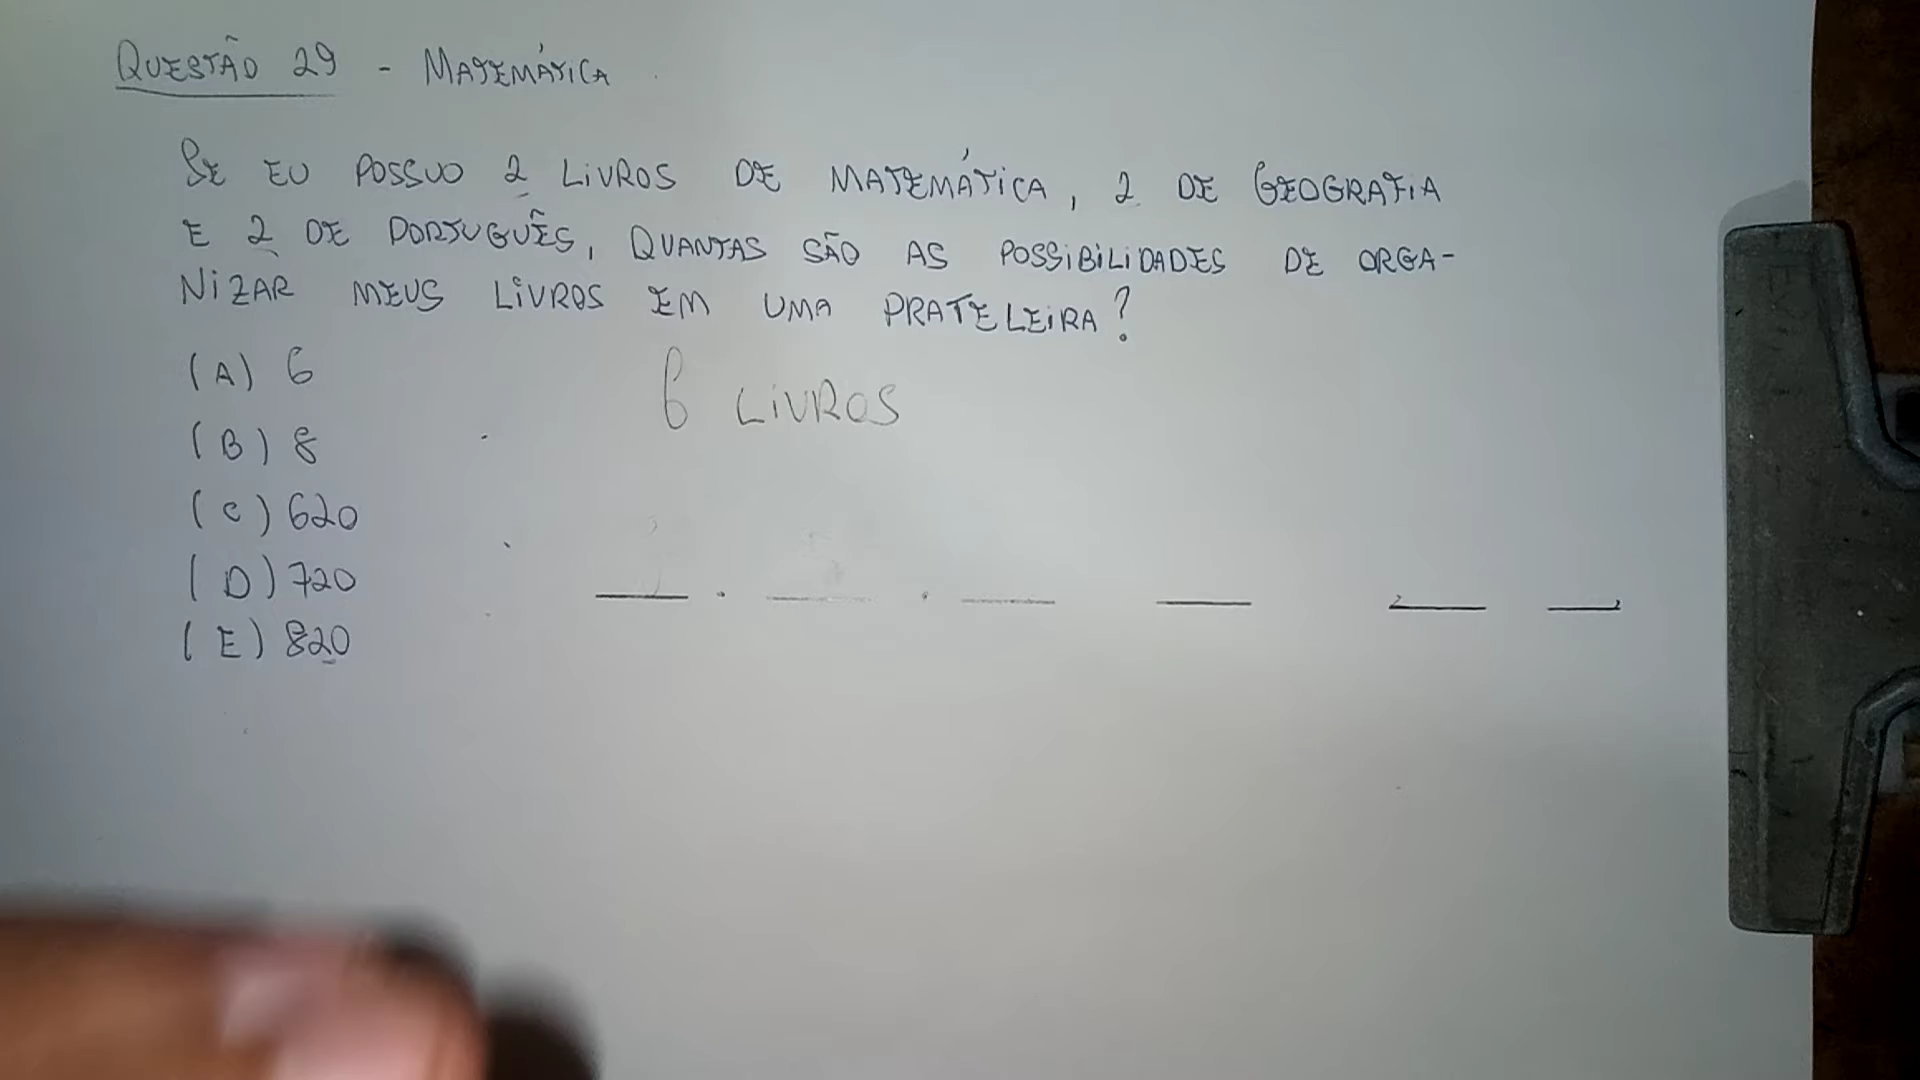 QUESTÃO 29 - MATEMÁTICA
SE EU POSSUO 2 LIVROS DE MATEMÁTICA, 2 DE GEOGRAFIA
E 2 DE PORTUGUÊS, QUANTAS SÃO AS POSSIBILIDADES DE ORGA-
NIZAR MEUS LIVROS EM UMA PRATELEIRA?
(A) 6
6 LIVROS
(B) 8
(C) 620
(D) 720
(E) 820